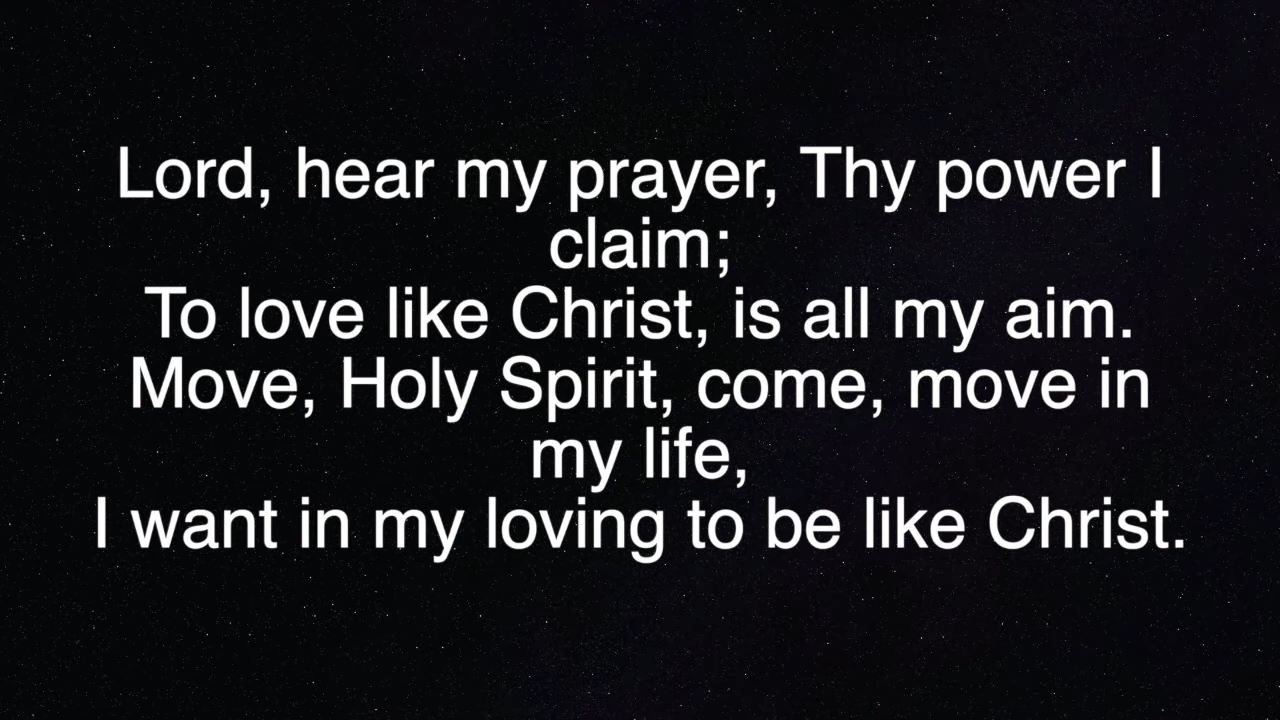 Lord, hear my prayer, Thy power I
claim;
To love like Christ, is all my aim.
Move, Holy Spirit, come, move in
my life,
I want in my loving to be like Christ.